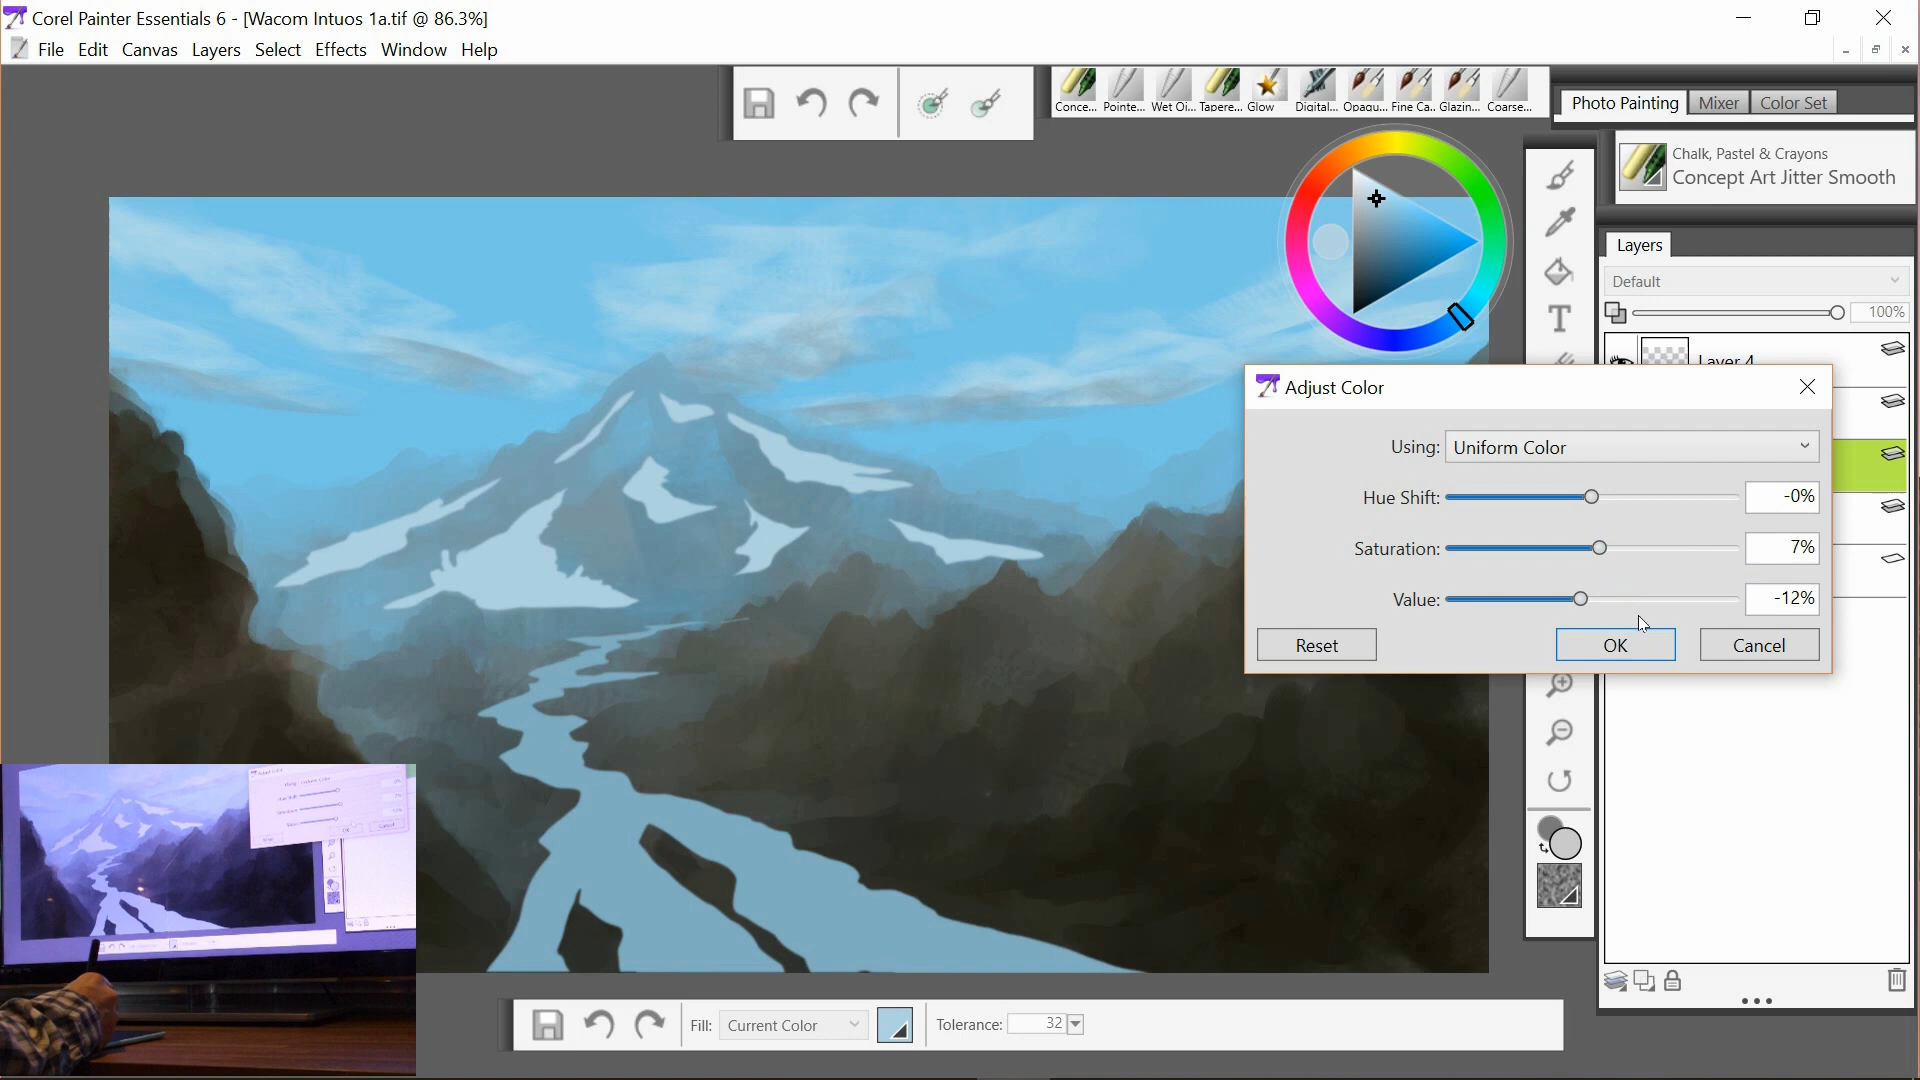 Corel Painter Essentials 6 - [Wacom Intuos 1a.tif @ 86.3%]
File Edit Canvas Layers Select Effects Window Help
Conce... Pointe... Wet Oi... Tapere... Glow Digital... Opaqu... Fine Ca.. Glazin... Coarse...
Photo Painting Mixer Color Set
Chalk, Pastel & Crayons
Concept Art Jitter Smooth
Layers
Default
100%
Layer 4
Adjust Color
Using: Uniform Color
Hue Shift: -0%
Saturation: 7%
Value: -12%
Reset OK Cancel
Fill: Current Color Tolerance: 32